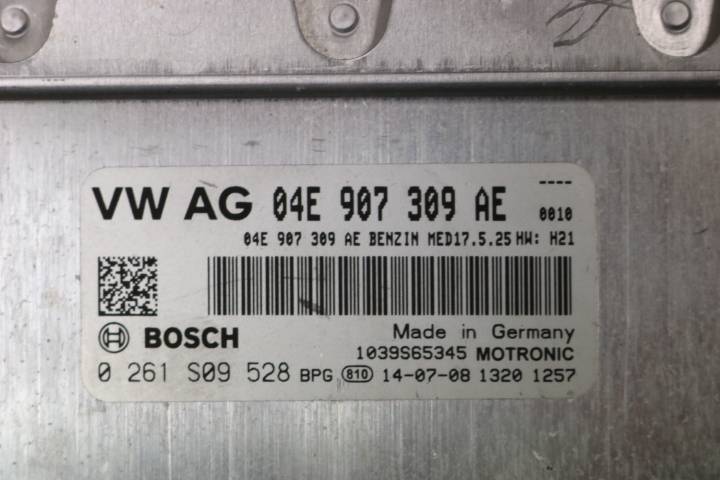 VW AG 04E 907 309 AE ----
0010
04E 907 309 AE BENZIN MED17.5.25 HW: H21
BOSCH Made in Germany
1039S65345 MOTRONIC
0 261 S09 528 BPG 810 14-07-08 1320 1257